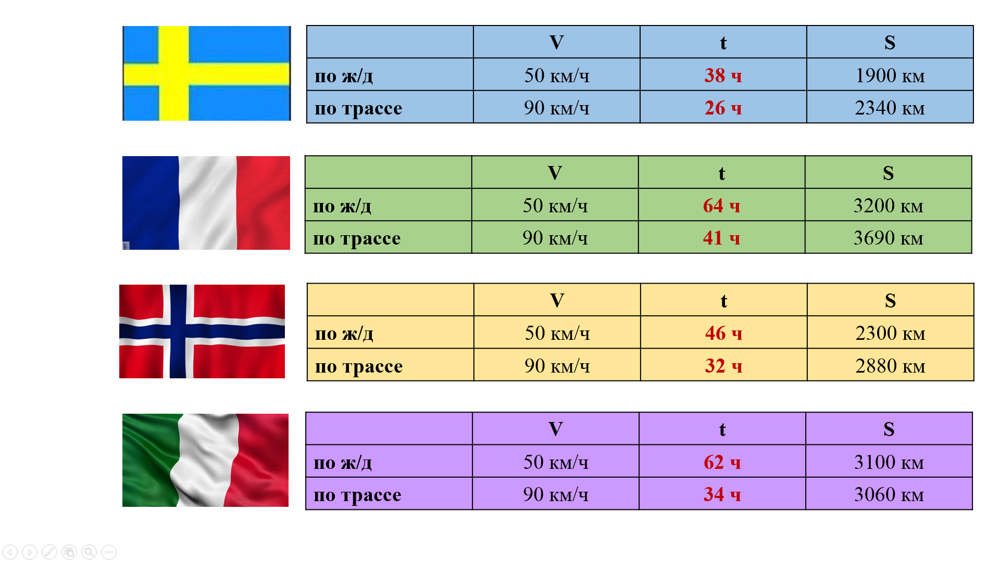 V t S
по ж/д 50 км/ч 38 ч 1900 км
по трассе 90 км/ч 26 ч 2340 км
V t S
по ж/д 50 км/ч 64 ч 3200 км
по трассе 90 км/ч 41 ч 3690 км
V t S
по ж/д 50 км/ч 46 ч 2300 км
по трассе 90 км/ч 32 ч 2880 км
V t S
по ж/д 50 км/ч 62 ч 3100 км
по трассе 90 км/ч 34 ч 3060 км